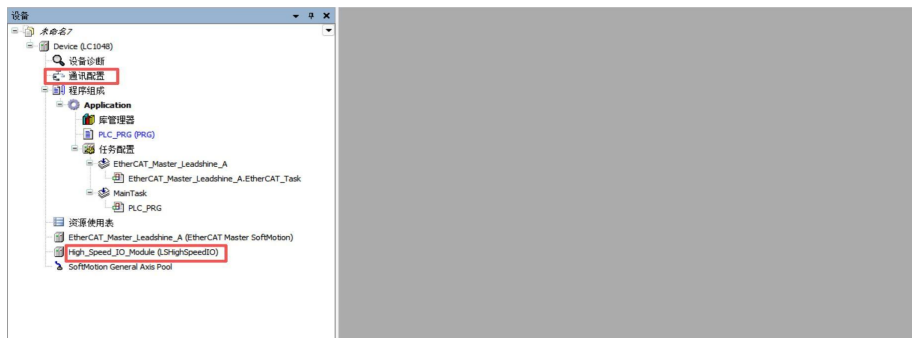 设备
未命名7
Device (LC1048)
设备诊断
通讯配置
程序组成
Application
库管理器
PLC_PRG (PRG)
任务配置
EtherCAT_Master_Leadshine_A
EtherCAT_Master_Leadshine_A.EtherCAT_Task
MainTask
PLC_PRG
资源使用表
EtherCAT_Master_Leadshine_A (EtherCAT Master SoftMotion)
High_Speed_IO_Module (LSHighSpeedIO)
SoftMotion General Axis Pool